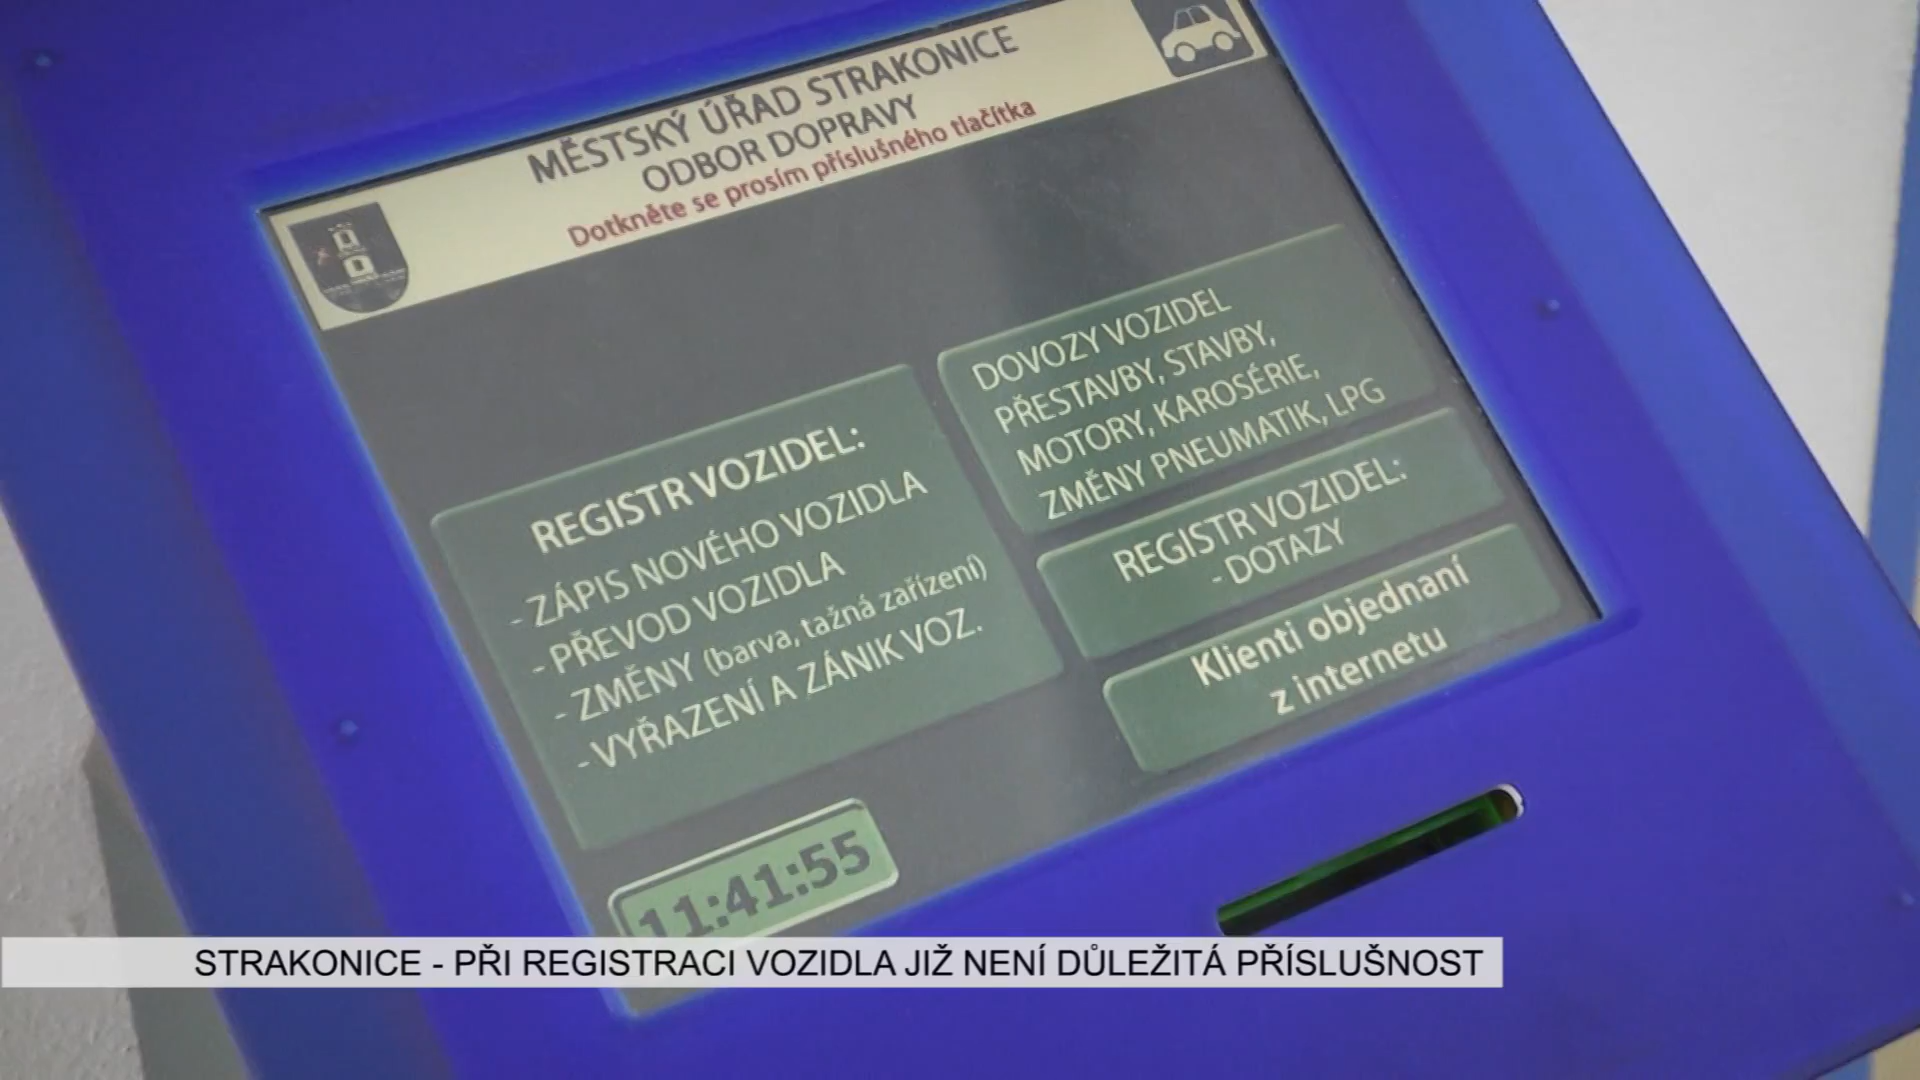 MĚSTSKÝ ÚŘAD STRAKONICE
ODBOR DOPRAVY
Dotkněte se prosím příslušného tlačítka
REGISTR VOZIDEL:
- ZÁPIS NOVÉHO VOZIDLA
- PŘEVOD VOZIDLA
- ZMĚNY (barva, tažná zařízení)
- VYŘAZENÍ A ZÁNIK VOZ.
DOVOZY VOZIDEL
PŘESTAVBY, STAVBY,
MOTORY, KAROSÉRIE,
ZMĚNY PNEUMATIK, LPG
REGISTR VOZIDEL:
- DOTAZY
Klienti objednaní
z internetu
11:41:55
STRAKONICE - PŘI REGISTRACI VOZIDLA JIŽ NENÍ DŮLEŽITÁ PŘÍSLUŠNOST